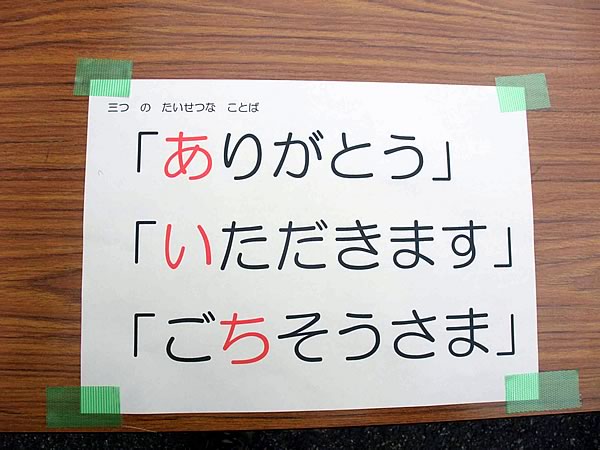 三つ の たいせつな ことば
「ありがとう」
「いただきます」
「ごちそうさま」